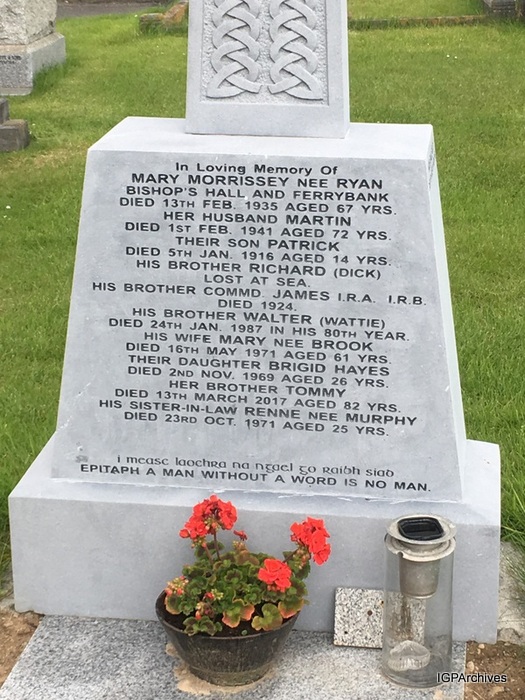 In Loving Memory Of
MARY MORRISSEY NEE RYAN
BISHOP'S HALL AND FERRYBANK
DIED 13TH FEB. 1935 AGED 67 YRS.
HER HUSBAND MARTIN
DIED 1ST FEB. 1941 AGED 72 YRS.
THEIR SON PATRICK
DIED 5TH JAN. 1916 AGED 14 YRS.
HIS BROTHER RICHARD (DICK)
LOST AT SEA.
HIS BROTHER COMMD. JAMES I.R.A. I.R.B.
DIED 1924.
HIS BROTHER WALTER (WATTIE)
DIED 24TH JAN. 1987 IN HIS 80TH YEAR.
HIS WIFE MARY NEE BROOK
DIED 16TH MAY 1971 AGED 61 YRS.
THEIR DAUGHTER BRIGID HAYES
DIED 2ND NOV. 1969 AGED 26 YRS.
HER BROTHER TOMMY
DIED 13TH MARCH 2017 AGED 82 YRS.
HIS SISTER-IN-LAW RENNE NEE MURPHY
DIED 23RD OCT. 1971 AGED 25 YRS.
i measc laochra na ngael go raibh siad
EPITAPH A MAN WITHOUT A WORD IS NO MAN.
IGPArchives